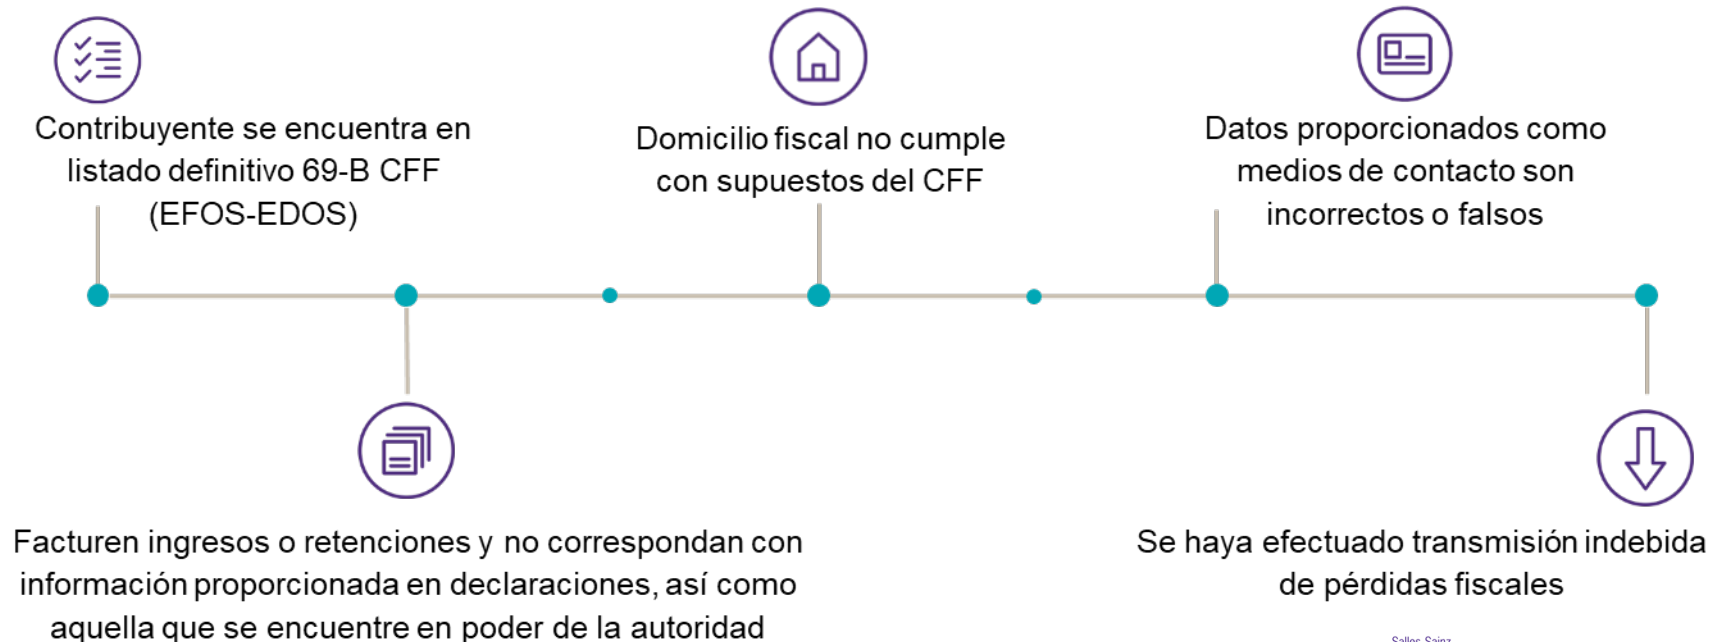 Contribuyente se encuentra en
listado definitivo 69-B CFF
(EFOS-EDOS)
Domicilio fiscal no cumple
con supuestos del CFF
Datos proporcionados como
medios de contacto son
incorrectos o falsos
Facturen ingresos o retenciones y no correspondan con
información proporcionada en declaraciones, así como
aquella que se encuentre en poder de la autoridad
Se haya efectuado transmisión indebida
de pérdidas fiscales
Salles Sainz